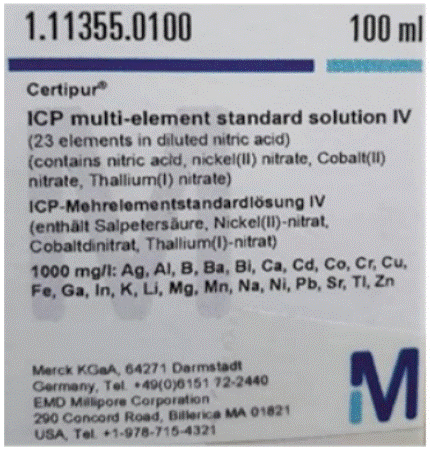 1.11355.0100 100 ml
Certipur®
ICP multi-element standard solution IV
(23 elements in diluted nitric acid)
(contains nitric acid, nickel(II) nitrate, Cobalt(II)
nitrate, Thallium(I) nitrate)
ICP-Mehrelementstandardlösung IV
(enthält Salpetersäure, Nickel(II)-nitrat,
Cobaltdinitrat, Thallium(I)-nitrat)
1000 mg/l: Ag, Al, B, Ba, Bi, Ca, Cd, Co, Cr, Cu,
Fe, Ga, In, K, Li, Mg, Mn, Na, Ni, Pb, Sr, Tl, Zn
Merck KGaA, 64271 Darmstadt
Germany, Tel. +49(0)6151 72-2440
EMD Millipore Corporation
290 Concord Road, Billerica MA 01821
USA, Tel. +1-978-715-4321
M